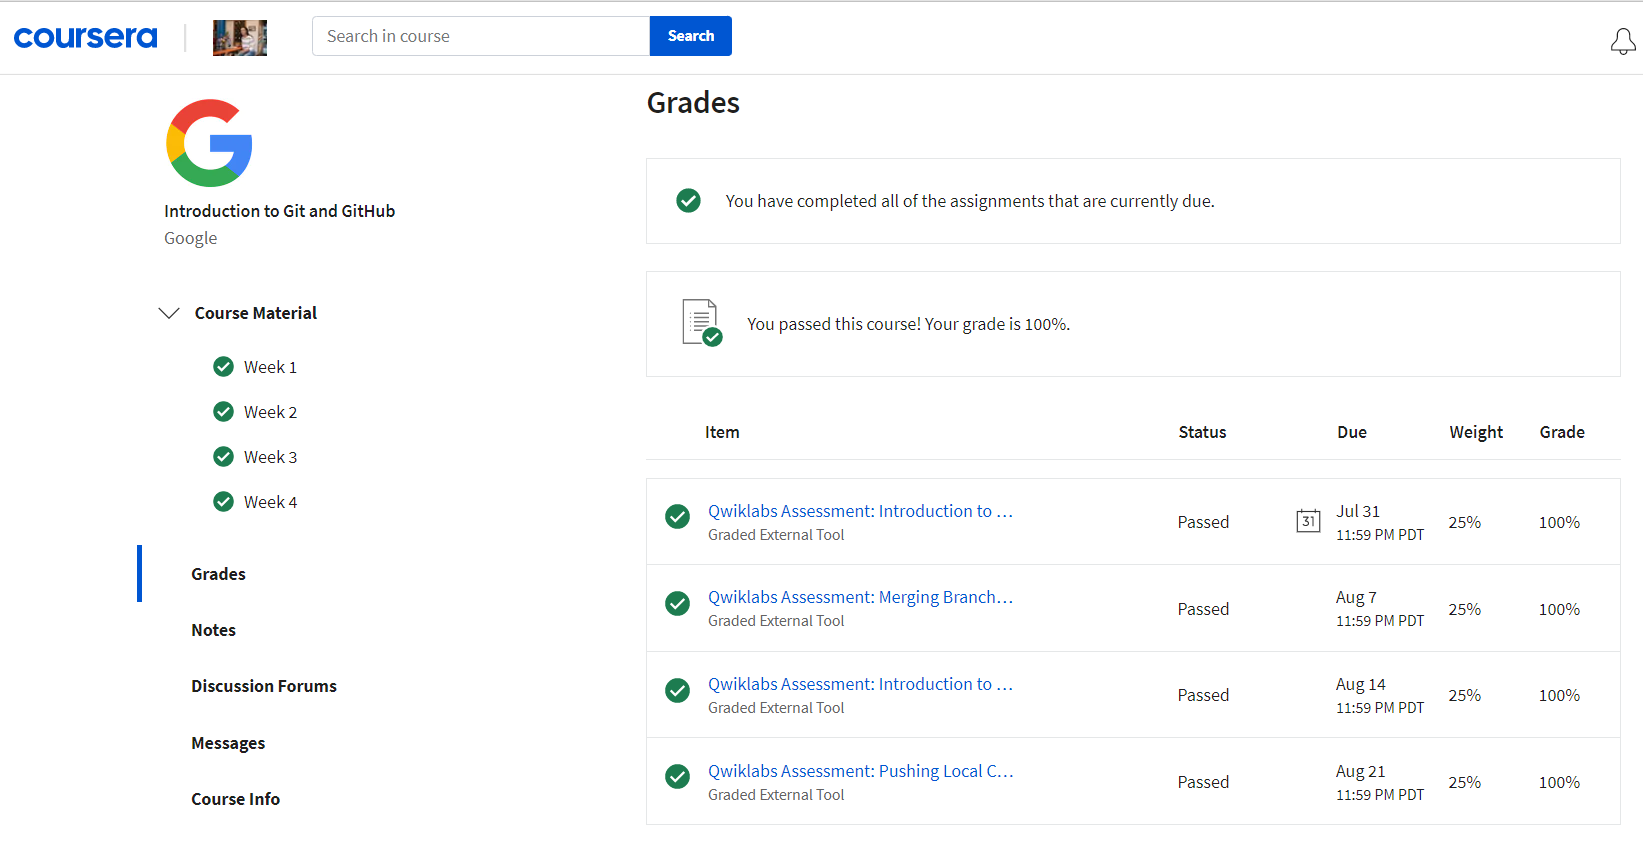 coursera
Search in course
Search
Grades
Introduction to Git and GitHub
Google
Course Material
Week 1
Week 2
Week 3
Week 4
Grades
Notes
Discussion Forums
Messages
Course Info
You have completed all of the assignments that are currently due.
You passed this course! Your grade is 100%.
Item Status Due Weight Grade
Qwiklabs Assessment: Introduction to … Passed 31 Jul 31 25% 100%
Graded External Tool 11:59 PM PDT
Qwiklabs Assessment: Merging Branch… Passed Aug 7 25% 100%
Graded External Tool 11:59 PM PDT
Qwiklabs Assessment: Introduction to … Passed Aug 14 25% 100%
Graded External Tool 11:59 PM PDT
Qwiklabs Assessment: Pushing Local C… Passed Aug 21 25% 100%
Graded External Tool 11:59 PM PDT